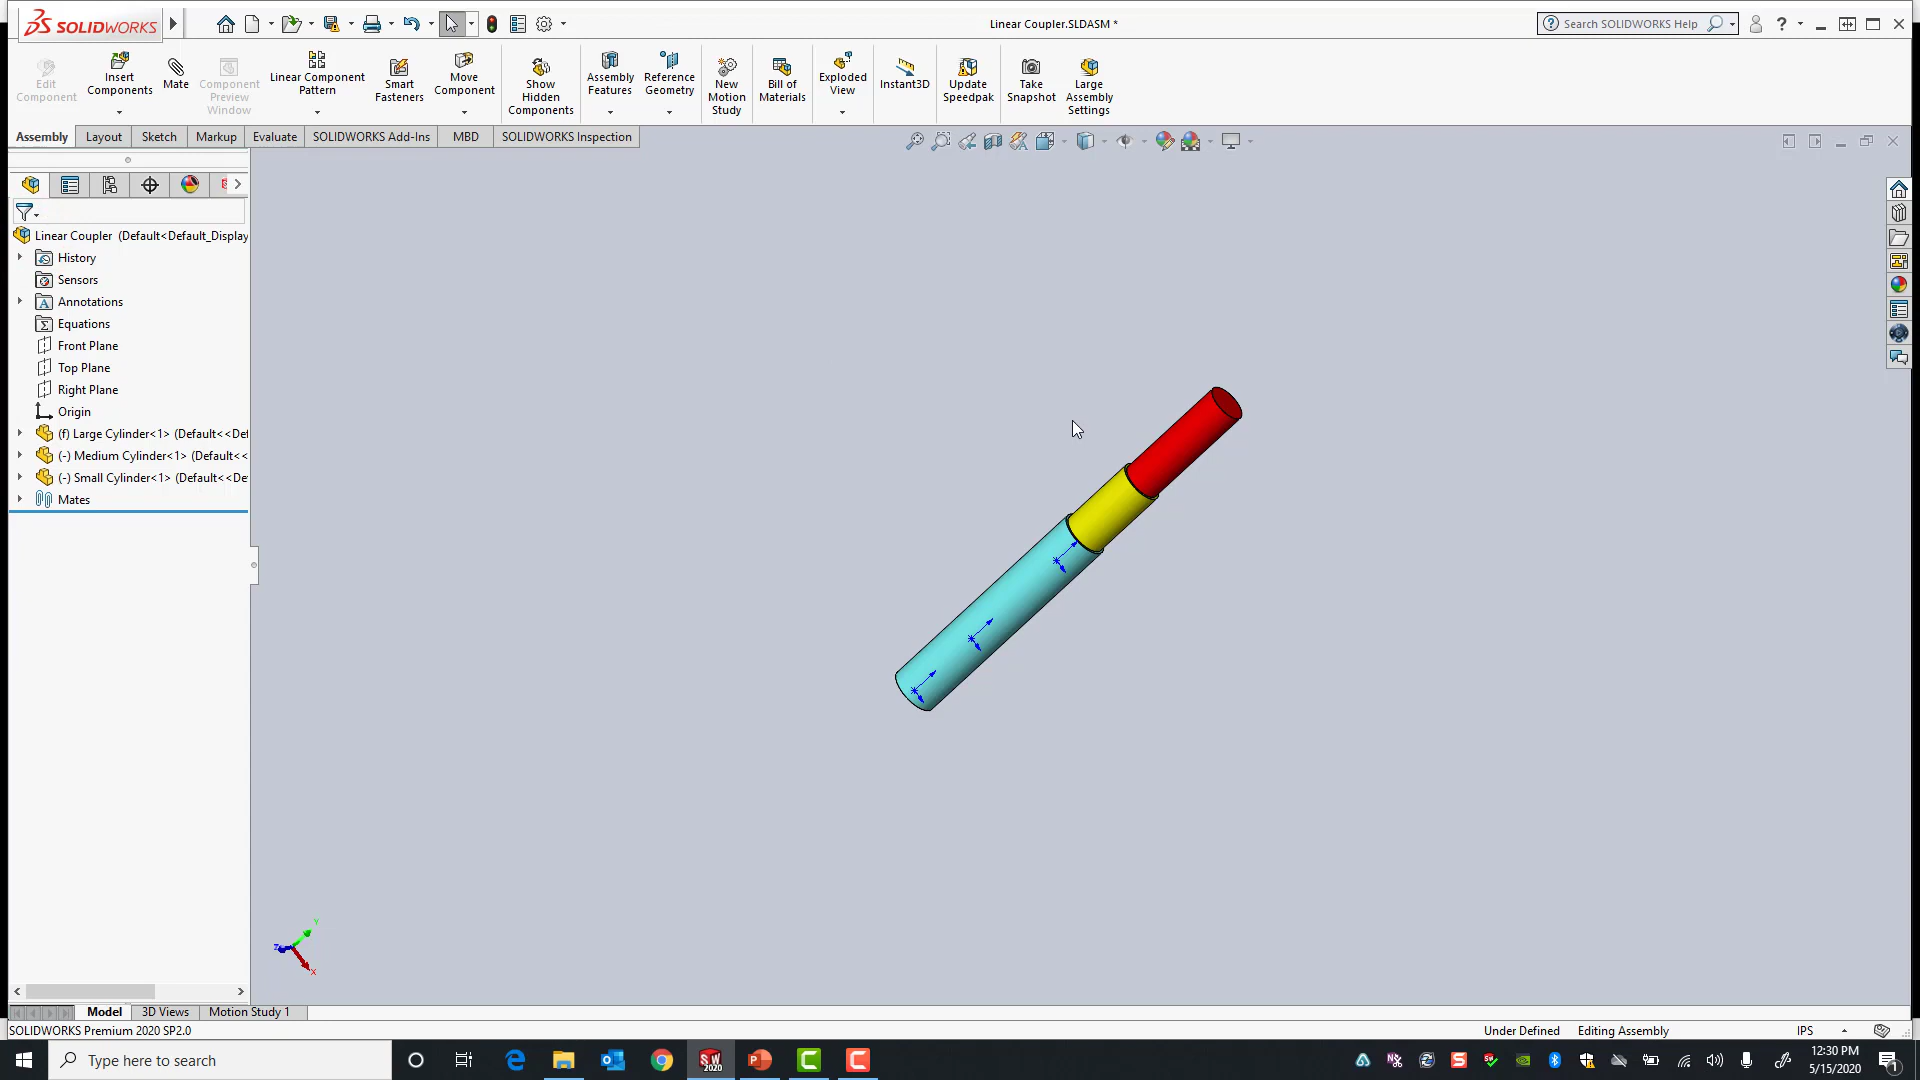 SOLIDWORKS
Linear Coupler.SLDASM *
Search SOLIDWORKS Help
?
Edit Component
Insert Components
Mate
Component Preview Window
Linear Component Pattern
Smart Fasteners
Move Component
Show Hidden Components
Assembly Features
Reference Geometry
New Motion Study
Bill of Materials
Exploded View
Instant3D
Update Speedpak
Take Snapshot
Large Assembly Settings
Assembly
Layout
Sketch
Markup
Evaluate
SOLIDWORKS Add-Ins
MBD
SOLIDWORKS Inspection
Linear Coupler (Default<Default_Display
History
Sensors
Annotations
Equations
Front Plane
Top Plane
Right Plane
Origin
(f) Large Cylinder<1> (Default<<De
(-) Medium Cylinder<1> (Default<<
(-) Small Cylinder<1> (Default<<De
Mates
Y
Z
X
Model
3D Views
Motion Study 1
SOLIDWORKS Premium 2020 SP2.0
Under Defined
Editing Assembly
IPS
Type here to search
12:30 PM
5/15/2020